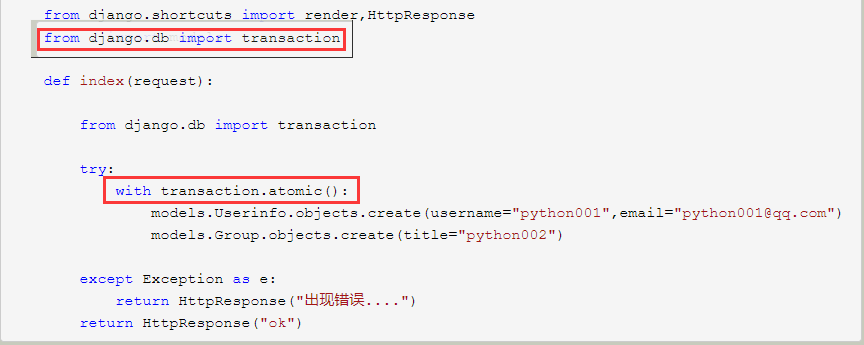 from django.shortcuts import render,HttpResponse
from django.db import transaction
def index(request):
from django.db import transaction
try:
with transaction.atomic():
models.Userinfo.objects.create(username="python001",email="python001@qq.com")
models.Group.objects.create(title="python002")
except Exception as e:
return HttpResponse("出现错误....")
return HttpResponse("ok")